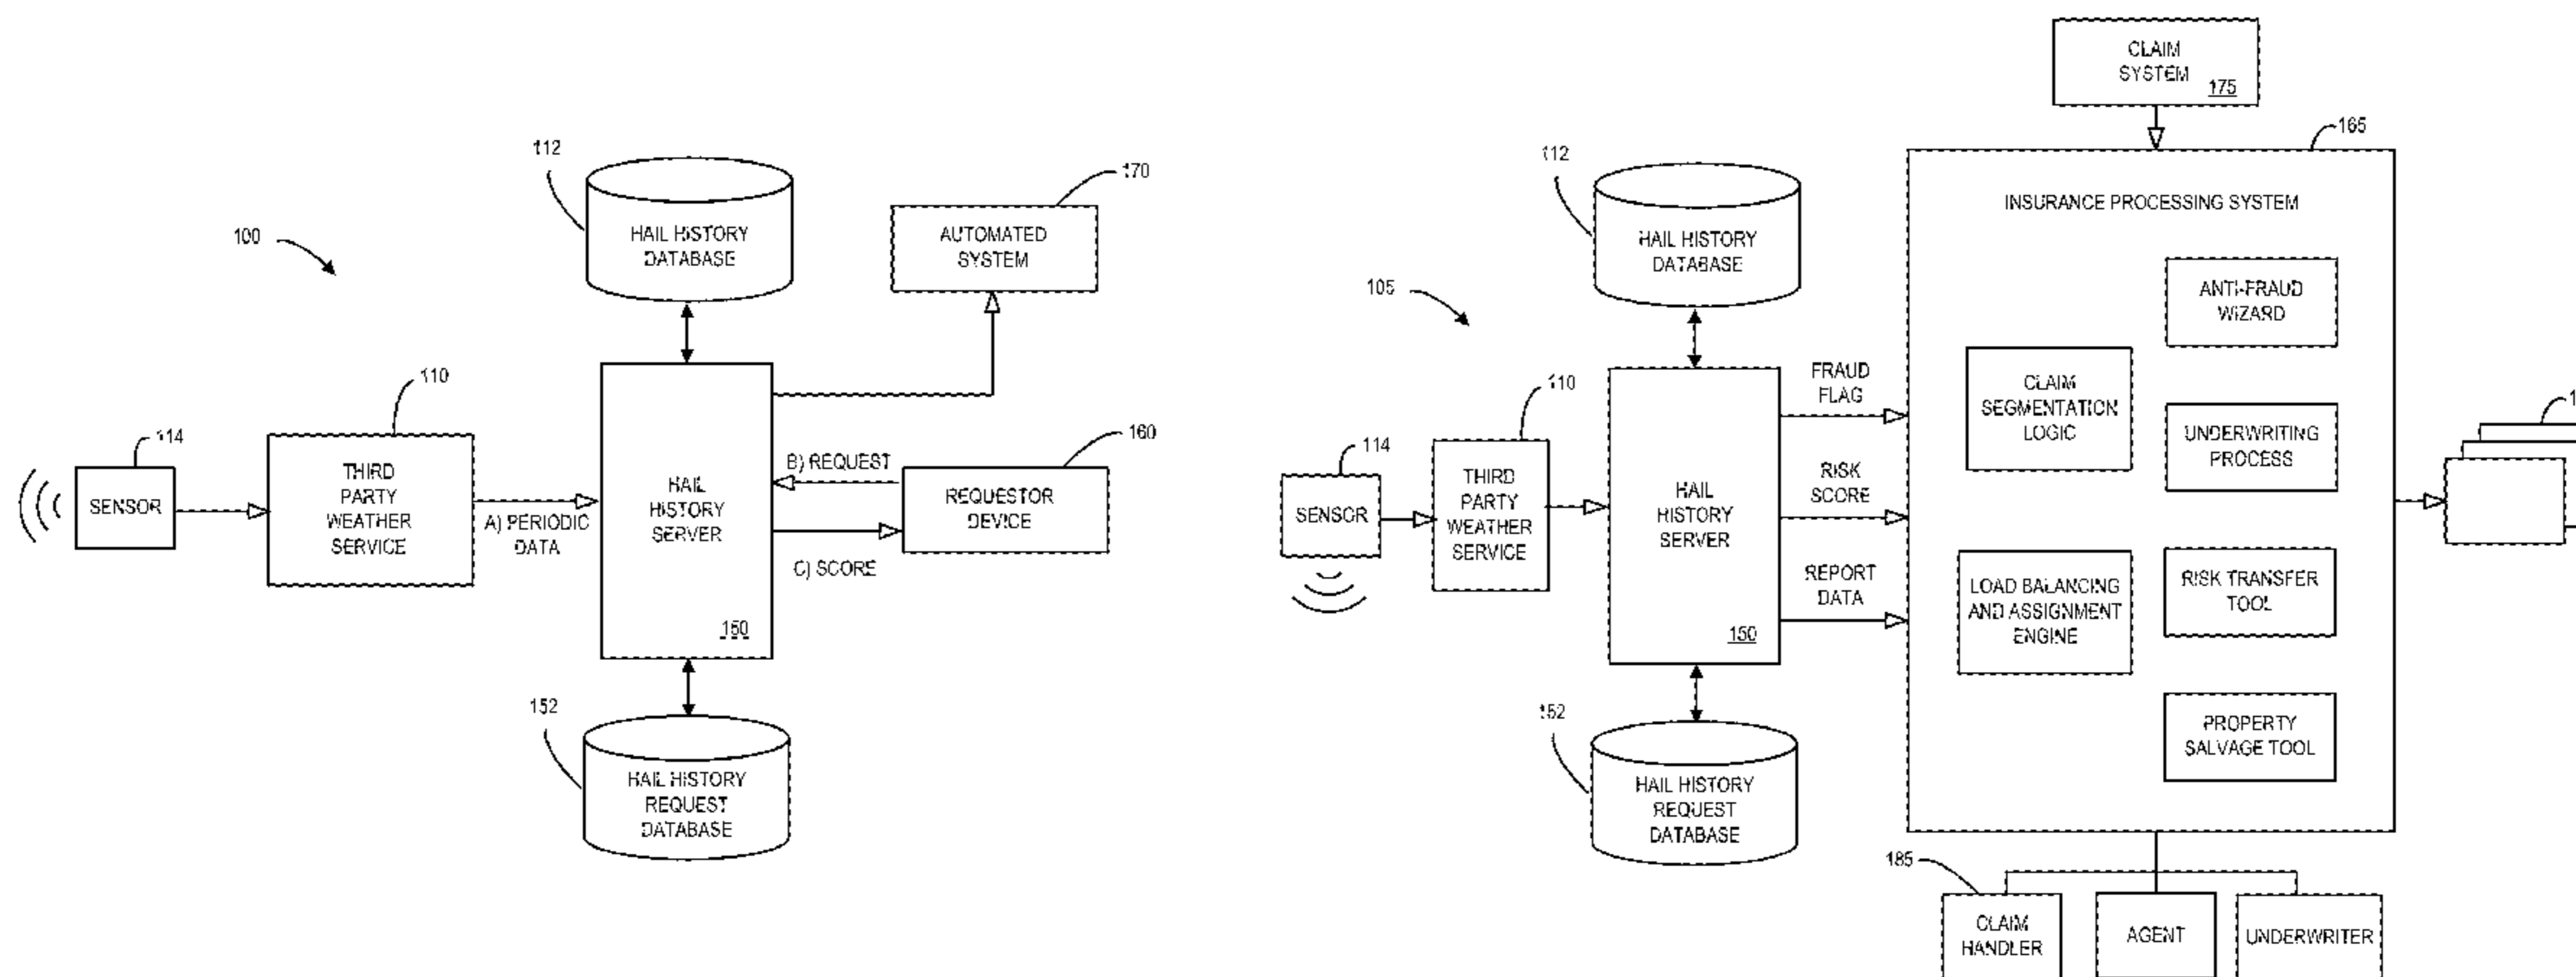 100
112
HAIL HISTORY
DATABASE
170
AUTOMATED
SYSTEM
114
SENSOR
110
THIRD
PARTY
WEATHER
SERVICE
A) PERIODIC
DATA
HAIL
HISTORY
SERVER
150
B) REQUEST
C) SCORE
160
REQUESTOR
DEVICE
152
HAIL HISTORY
REQUEST
DATABASE
105
112
HAIL HISTORY
DATABASE
114
SENSOR
110
THIRD
PARTY
WEATHER
SERVICE
HAIL
HISTORY
SERVER
150
152
HAIL HISTORY
REQUEST
DATABASE
FRAUD
FLAG
RISK
SCORE
REPORT
DATA
CLAIM
SYSTEM
175
165
INSURANCE PROCESSING SYSTEM
ANTI-FRAUD
WIZARD
CLAIM
SEGMENTATION
LOGIC
UNDERWRITING
PROCESS
LOAD BALANCING
AND ASSIGNMENT
ENGINE
RISK TRANSFER
TOOL
PROPERTY
SALVAGE TOOL
185
CLAIM
HANDLER
AGENT
UNDERWRITER